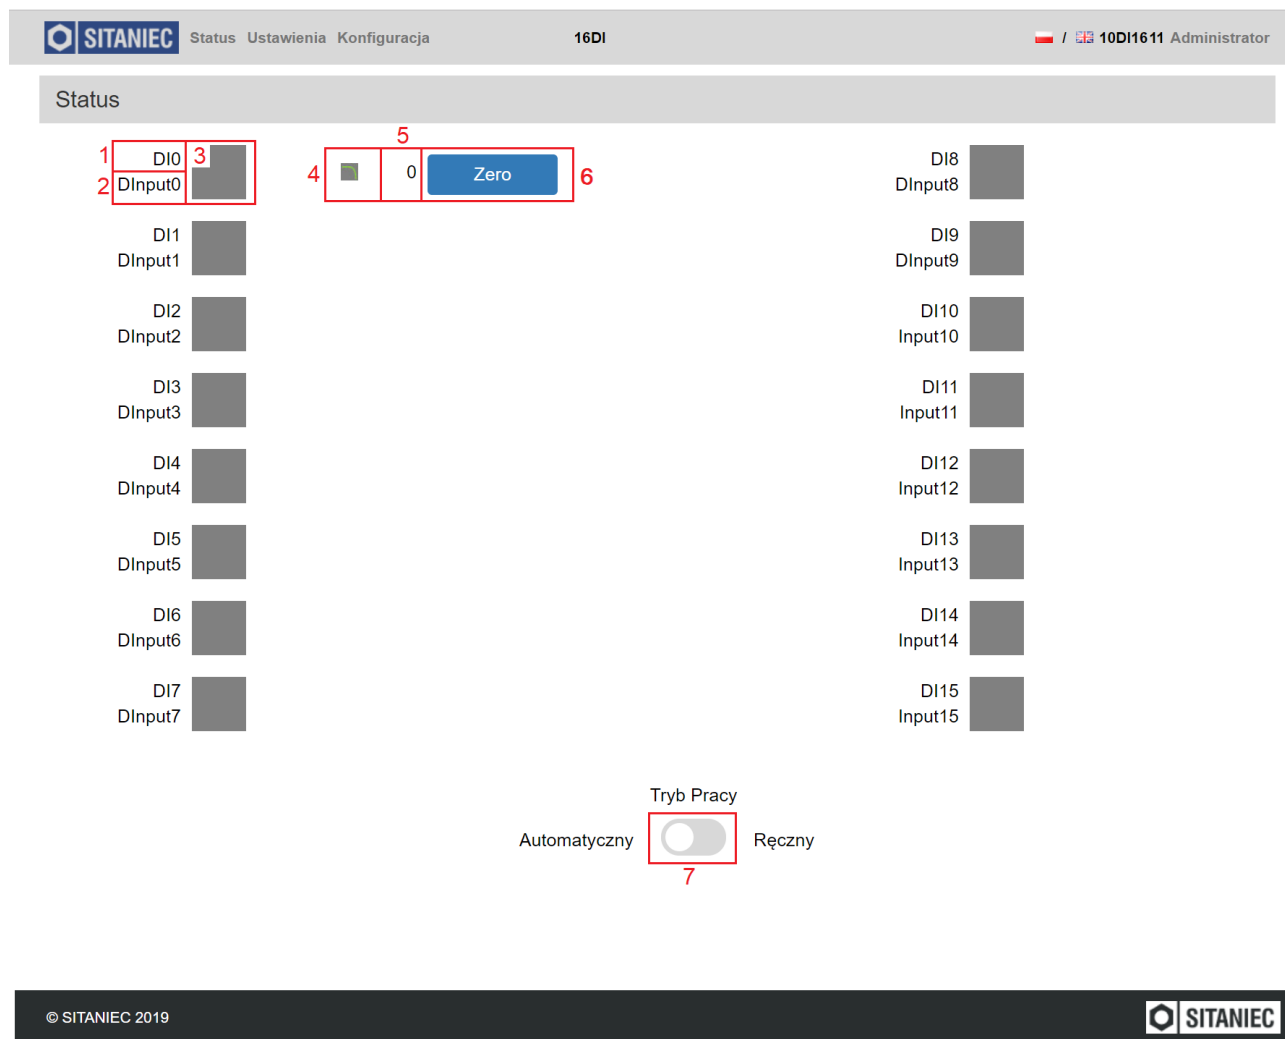 SITANIEC Status Ustawienia Konfiguracja 16DI / 10DI1611 Administrator
Status
5
1 DI0 3
4 0 Zero 6
2 DInput0
DI8
DInput8
DI1
DInput1
DI9
DInput9
DI2
DInput2
DI10
Input10
DI3
DInput3
DI11
Input11
DI4
DInput4
DI12
Input12
DI5
DInput5
DI13
Input13
DI6
DInput6
DI14
Input14
DI7
DInput7
DI15
Input15
Tryb Pracy
Automatyczny Ręczny
7
© SITANIEC 2019 SITANIEC